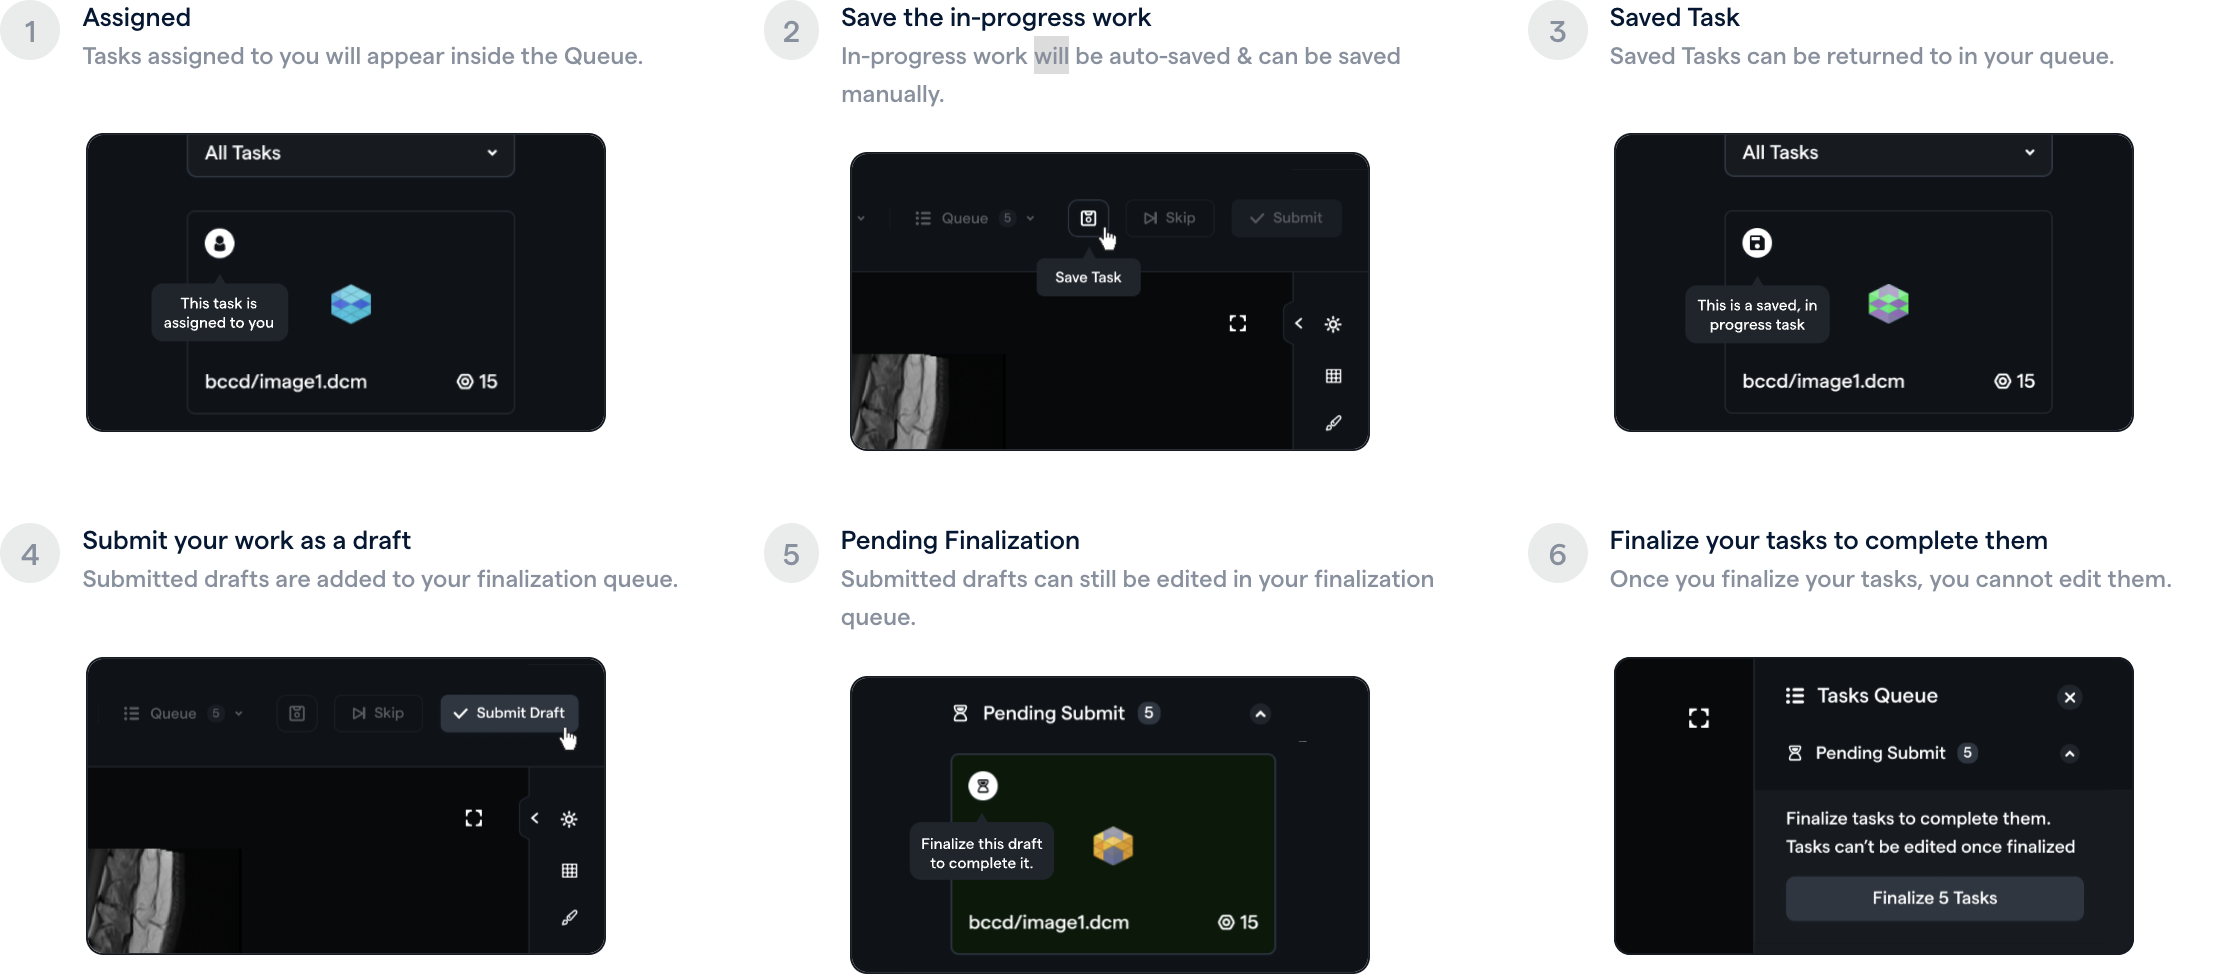 1
Assigned
Tasks assigned to you will appear inside the Queue.
All Tasks
This task is
assigned to you
bccd/image1.dcm
15
2
Save the in-progress work
In-progress work will be auto-saved & can be saved
manually.
Queue 5
Skip
Submit
Save Task
3
Saved Task
Saved Tasks can be returned to in your queue.
All Tasks
This is a saved, in
progress task
bccd/image1.dcm
15
4
Submit your work as a draft
Submitted drafts are added to your finalization queue.
Queue 5
Skip
Submit Draft
5
Pending Finalization
Submitted drafts can still be edited in your finalization
queue.
Pending Submit 5
Finalize this draft
to complete it.
bccd/image1.dcm
15
6
Finalize your tasks to complete them
Once you finalize your tasks, you cannot edit them.
Tasks Queue
Pending Submit 5
Finalize tasks to complete them.
Tasks can't be edited once finalized
Finalize 5 Tasks